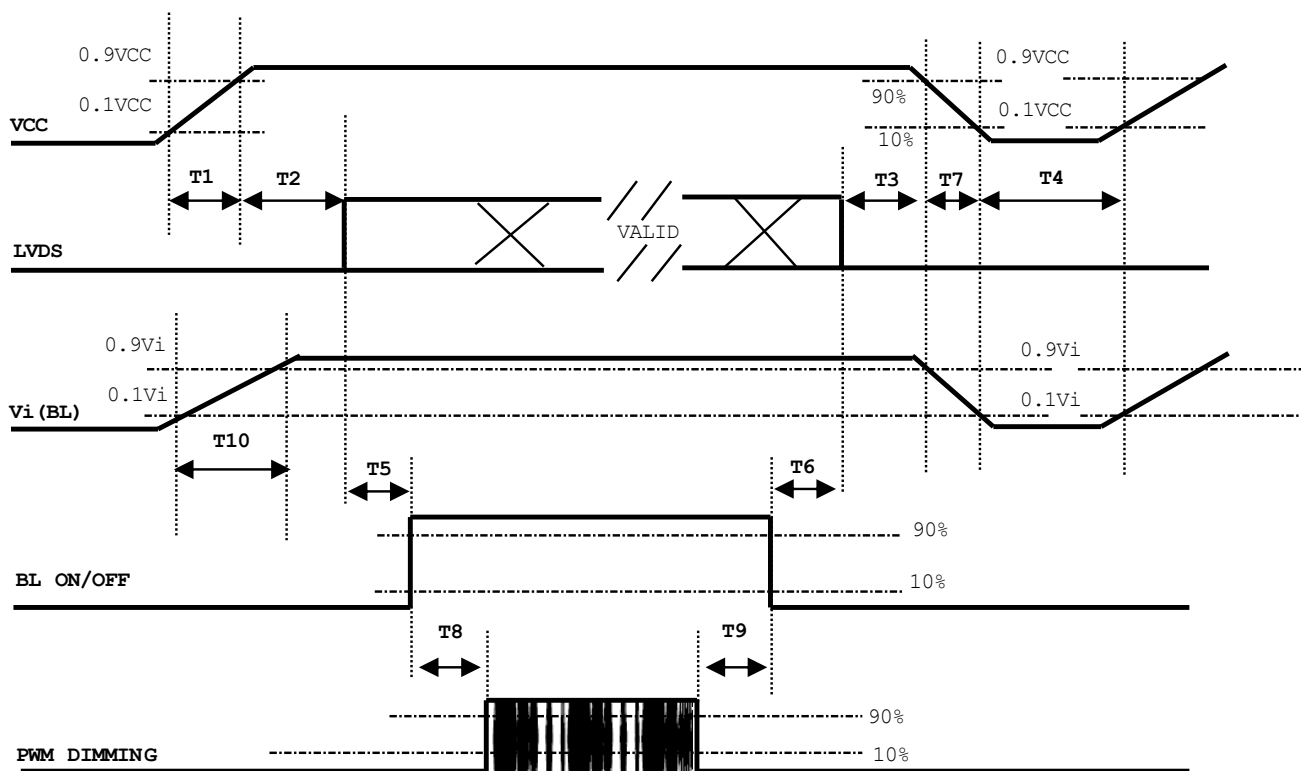 0.9VCC
0.9VCC
90%
0.1VCC
0.1VCC
VCC
10%
T1
T2
T3
T7
T4
VALID
LVDS
0.9Vi
0.9Vi
0.1Vi
0.1Vi
Vi(BL)
T10
T5
T6
90%
BL ON/OFF
10%
T8
T9
90%
PWM DIMMING
10%